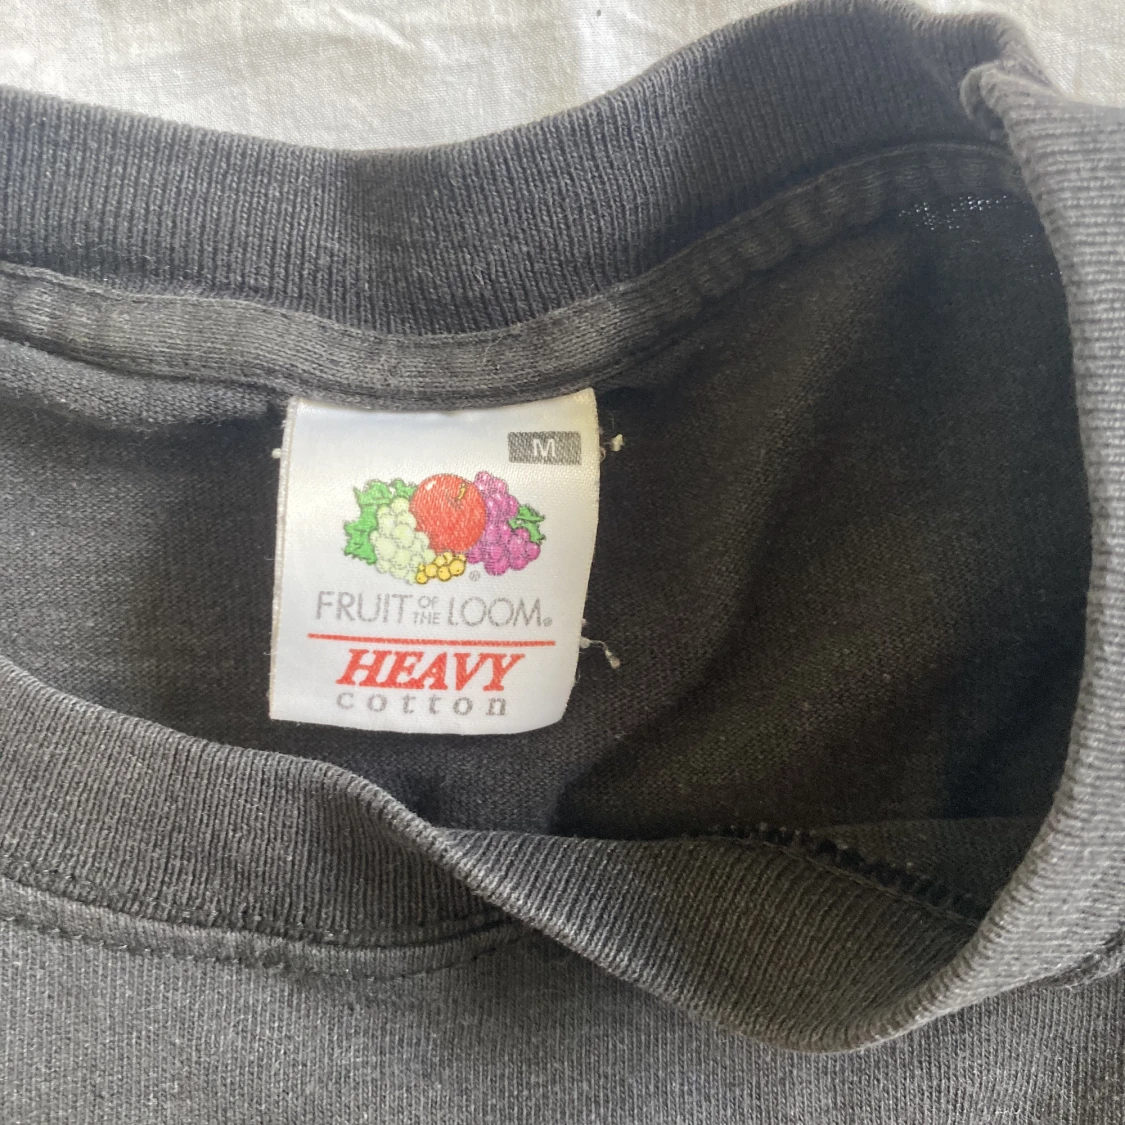 M
®
FRUIT OF THE LOOM®
HEAVY
cotton